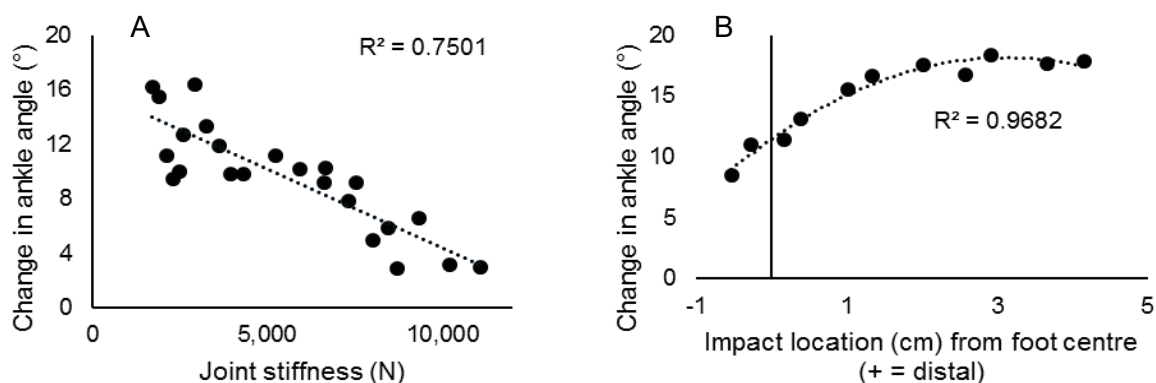 A
Change in ankle angle (°)
20
16
12
8
4
0
R² = 0.7501
0
5,000
10,000
Joint stiffness (N)
B
Change in ankle angle (°)
20
15
10
5
0
R² = 0.9682
-1
1
3
5
Impact location (cm) from foot centre
(+ = distal)